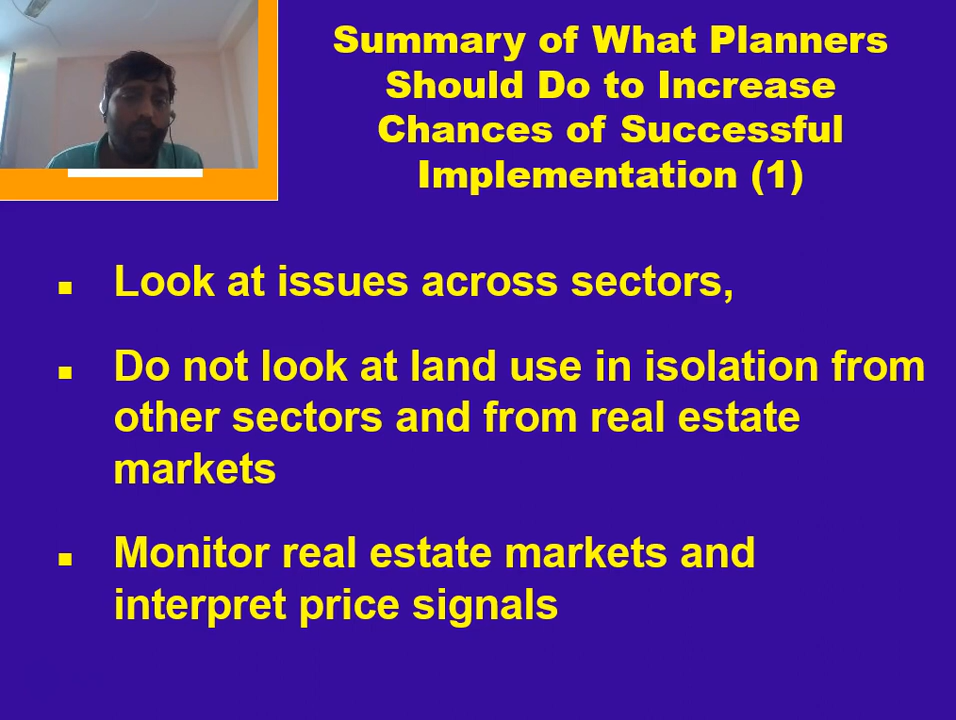 Summary of What Planners
Should Do to Increase
Chances of Successful
Implementation (1)
Look at issues across sectors,
Do not look at land use in isolation from
other sectors and from real estate
markets
Monitor real estate markets and
interpret price signals